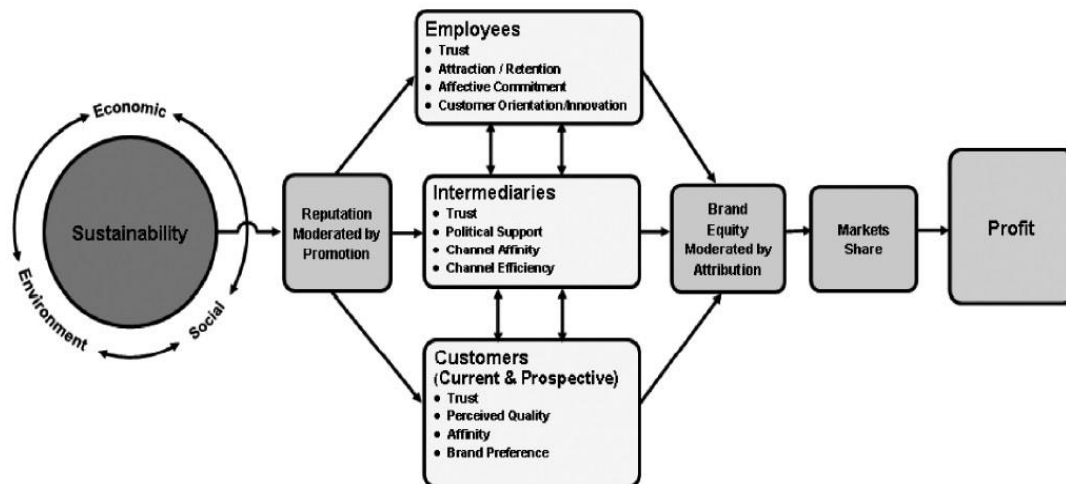 Economic
Environment
Social
Sustainability
Reputation
Moderated by
Promotion
Employees
• Trust
• Attraction / Retention
• Affective Commitment
• Customer Orientation/Innovation
Intermediaries
• Trust
• Political Support
• Channel Affinity
• Channel Efficiency
Customers
(Current & Prospective)
• Trust
• Perceived Quality
• Affinity
• Brand Preference
Brand
Equity
Moderated by
Attribution
Markets
Share
Profit